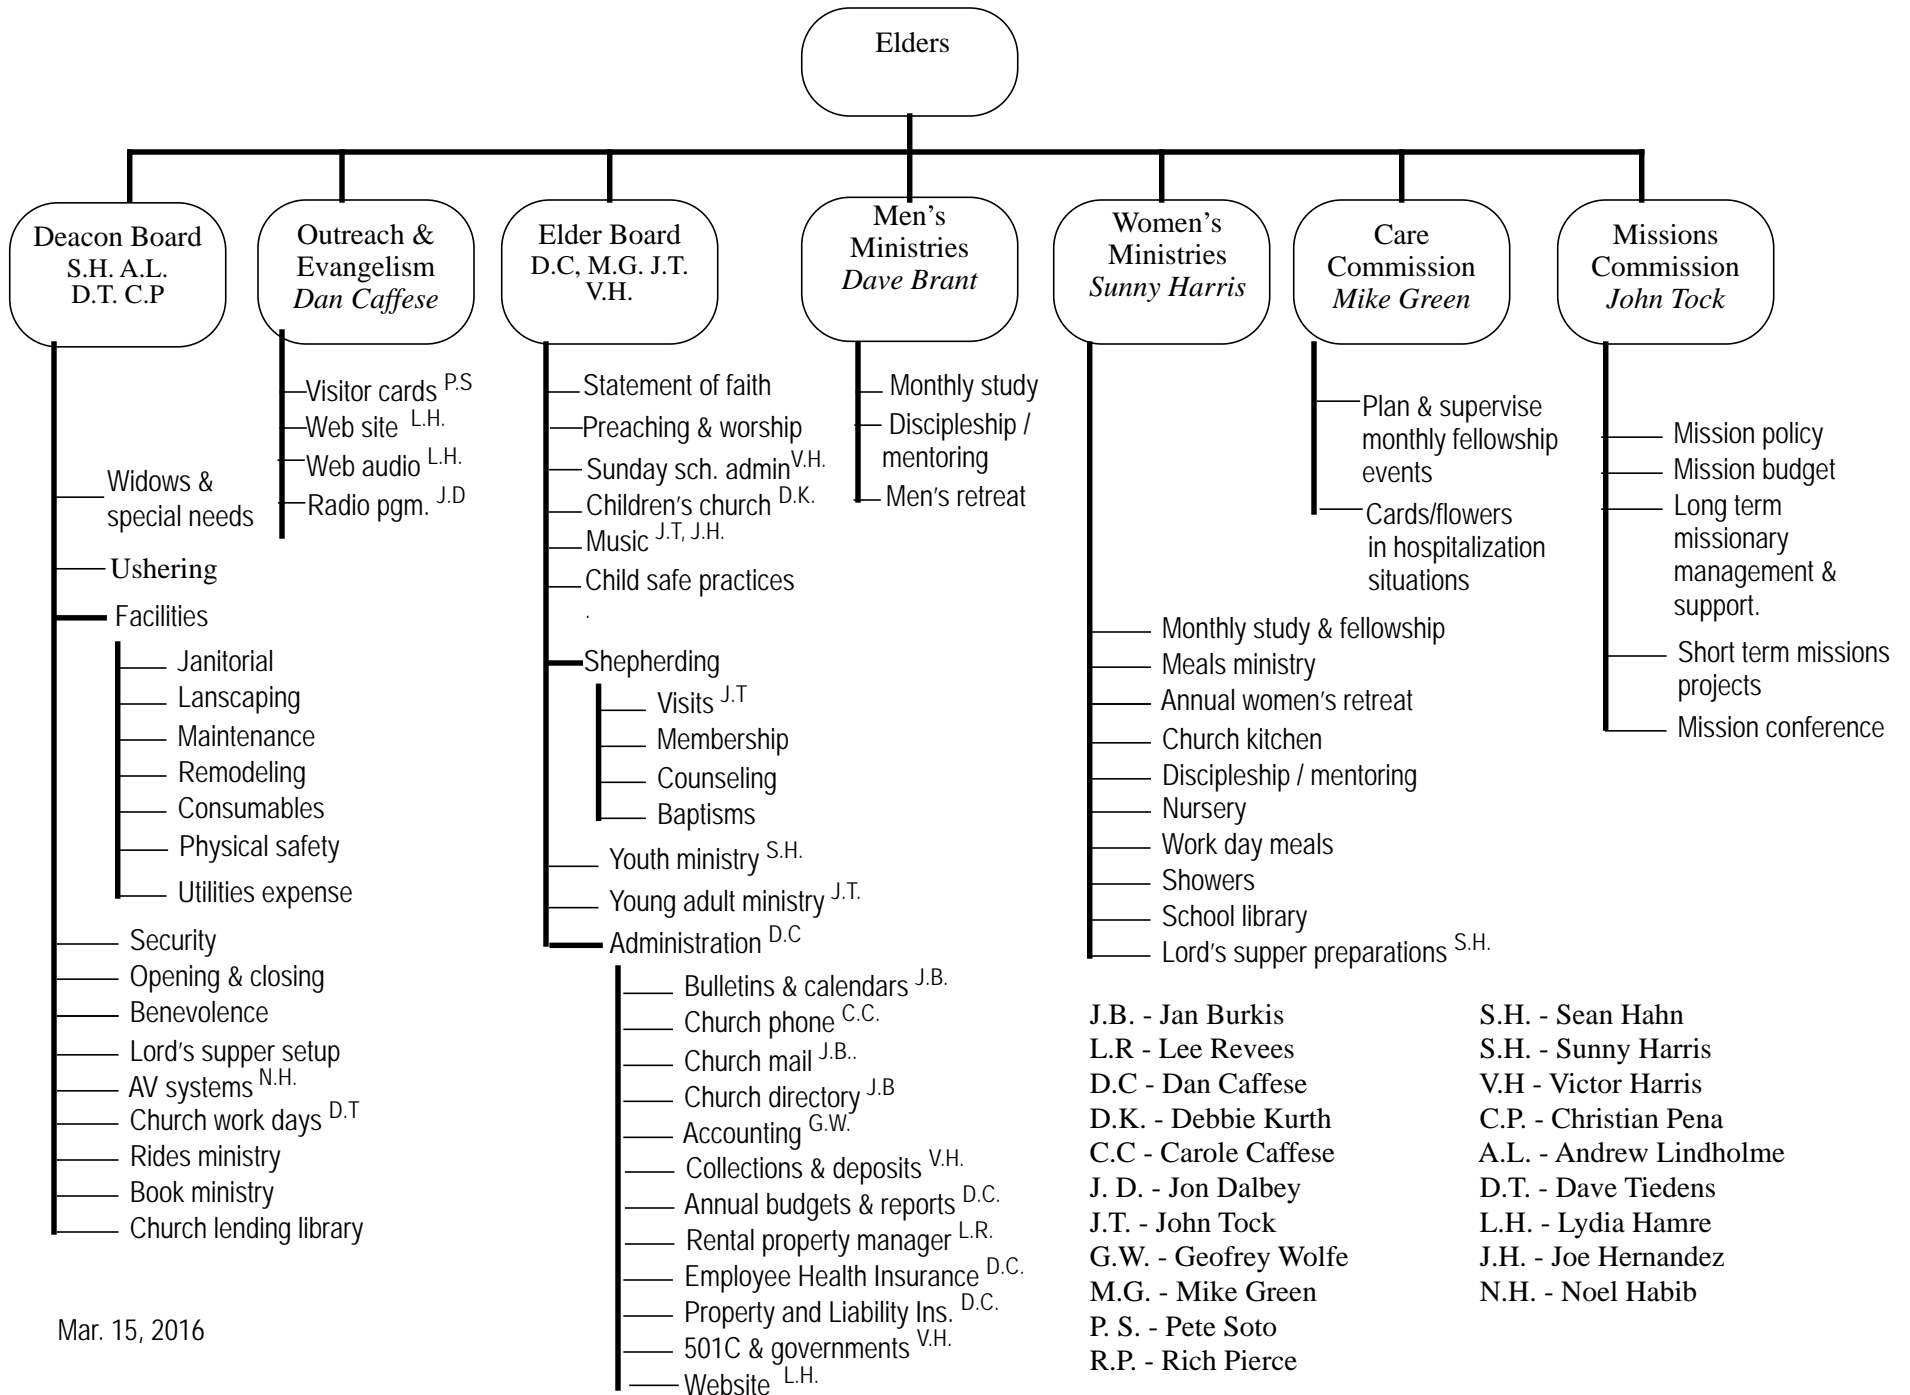 Elders
Deacon Board
S.H. A.L.
D.T. C.P
Outreach &
Evangelism
Dan Caffese
Elder Board
D.C, M.G. J.T.
V.H.
Men's
Ministries
Dave Brant
Women's
Ministries
Sunny Harris
Care
Commission
Mike Green
Missions
Commission
John Tock
Widows &
special needs
Ushering
Facilities
Janitorial
Lanscaping
Maintenance
Remodeling
Consumables
Physical safety
Utilities expense
Security
Opening & closing
Benevolence
Lord's supper setup
AV systems N.H.
Church work days D.T
Rides ministry
Book ministry
Church lending library
Visitor cards P.S
Web site L.H.
Web audio L.H.
Radio pgm. J.D
Statement of faith
Preaching & worship
Sunday sch. admin V.H.
Children's church D.K.
Music J.T, J.H.
Child safe practices
.
Shepherding
Visits J.T
Membership
Counseling
Baptisms
Youth ministry S.H.
Young adult ministry J.T.
Administration D.C
Bulletins & calendars J.B.
Church phone C.C.
Church mail J.B..
Church directory J.B
Accounting G.W.
Collections & deposits V.H.
Annual budgets & reports D.C.
Rental property manager L.R.
Employee Health Insurance D.C.
Property and Liability Ins. D.C.
501C & governments V.H.
Website L.H.
Monthly study
Discipleship /
mentoring
Men's retreat
Monthly study & fellowship
Meals ministry
Annual women's retreat
Church kitchen
Discipleship / mentoring
Nursery
Work day meals
Showers
School library
Lord's supper preparations S.H.
Plan & supervise
monthly fellowship
events
Cards/flowers
in hospitalization
situations
Mission policy
Mission budget
Long term
missionary
management &
support.
Short term missions
projects
Mission conference
J.B. - Jan Burkis
L.R - Lee Revees
D.C - Dan Caffese
D.K. - Debbie Kurth
C.C - Carole Caffese
J. D. - Jon Dalbey
J.T. - John Tock
G.W. - Geofrey Wolfe
M.G. - Mike Green
P. S. - Pete Soto
R.P. - Rich Pierce
S.H. - Sean Hahn
S.H. - Sunny Harris
V.H - Victor Harris
C.P. - Christian Pena
A.L. - Andrew Lindholme
D.T. - Dave Tiedens
L.H. - Lydia Hamre
J.H. - Joe Hernandez
N.H. - Noel Habib
Mar. 15, 2016